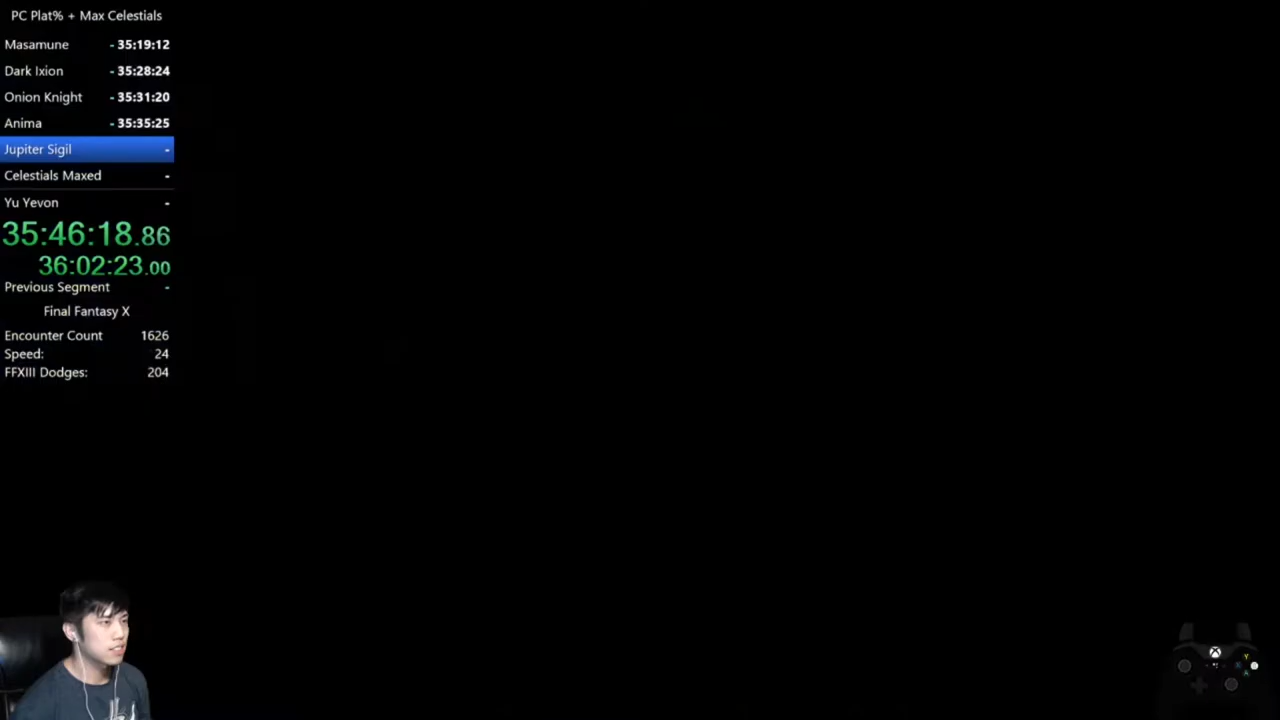 PC Plat% + Max Celestials
Masamune - 35:19:12
Dark Ixion - 35:28:24
Onion Knight - 35:31:20
Anima - 35:35:25
Jupiter Sigil -
Celestials Maxed -
Yu Yevon -
35:46:18.86
36:02:23.00
Previous Segment -
Final Fantasy X
Encounter Count 1626
Speed: 24
FFXIII Dodges: 204